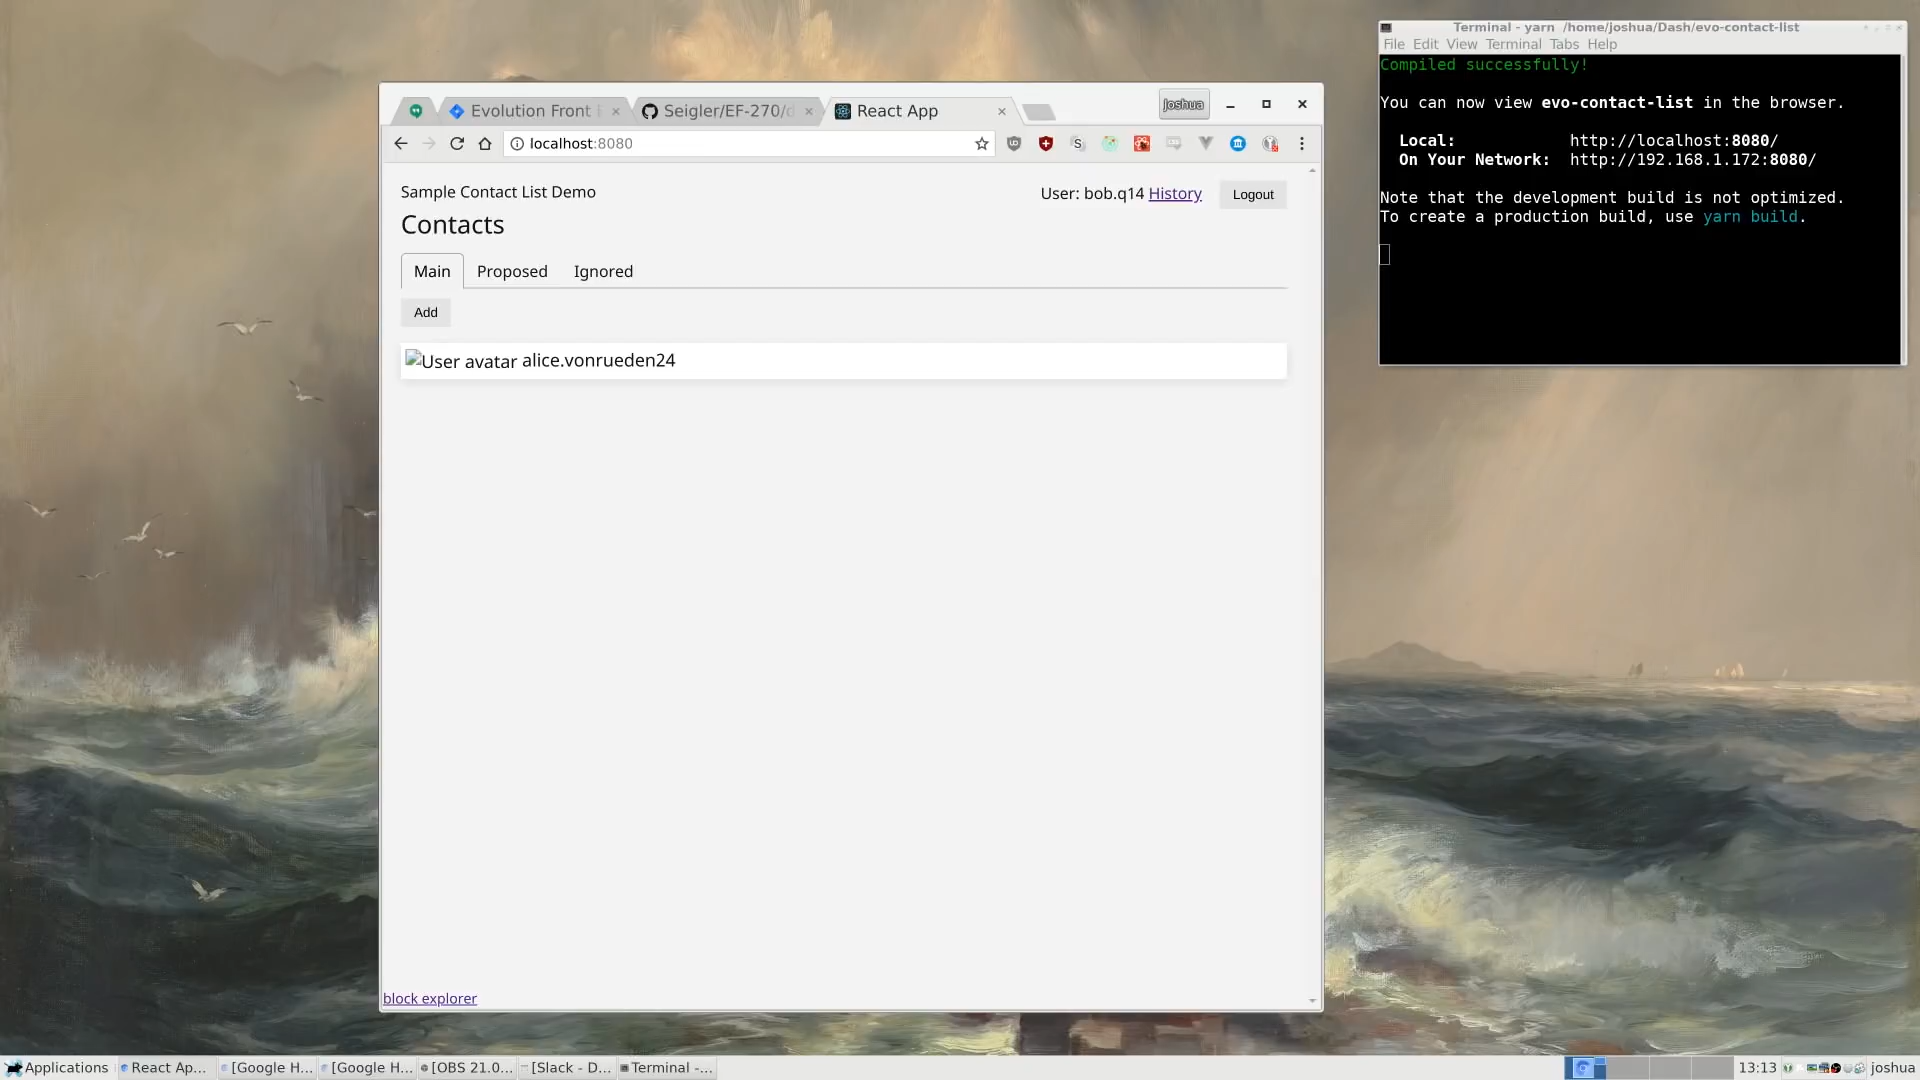 Evolution Front
Seigler/EF-270/d
React App
joshua
localhost:8080
Sample Contact List Demo
User: bob.q14 History
Logout
Contacts
Main
Proposed
Ignored
Add
User avatar alice.vonrueden24
block explorer
Terminal - yarn /home/joshua/Dash/evo-contact-list
File Edit View Terminal Tabs Help
Compiled successfully!
You can now view evo-contact-list in the browser.
Local: http://localhost:8080/
On Your Network: http://192.168.1.172:8080/
Note that the development build is not optimized.
To create a production build, use yarn build.
Applications
React Ap...
[Google H...
[Google H...
[OBS 21.0...
[Slack - D...
Terminal -...
13:13
joshua